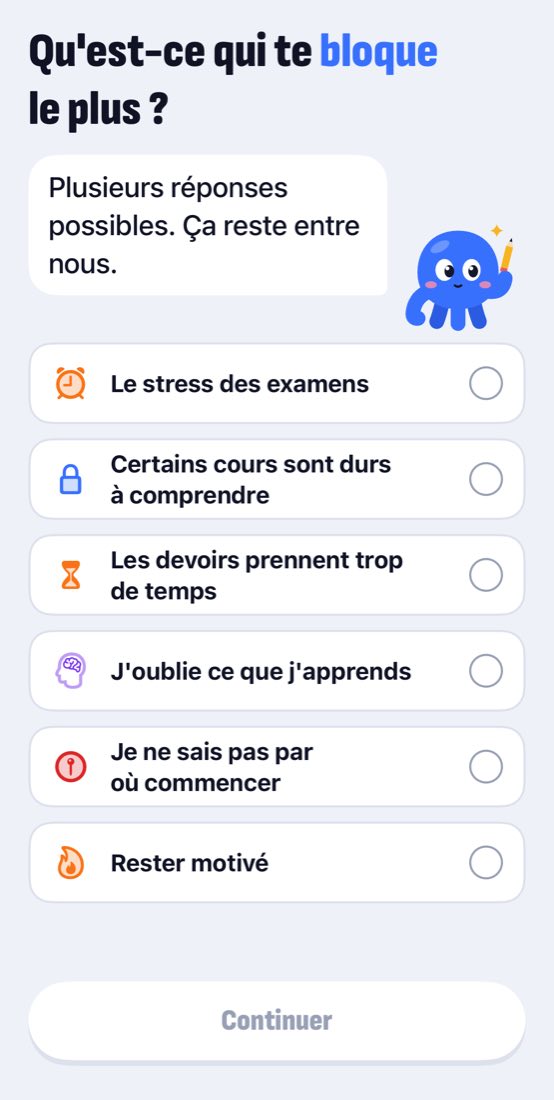 Qu'est-ce qui te bloque
le plus ?
Plusieurs réponses
possibles. Ça reste entre
nous.
Le stress des examens
Certains cours sont durs
à comprendre
Les devoirs prennent trop
de temps
J'oublie ce que j'apprends
Je ne sais pas par
où commencer
Rester motivé
Continuer